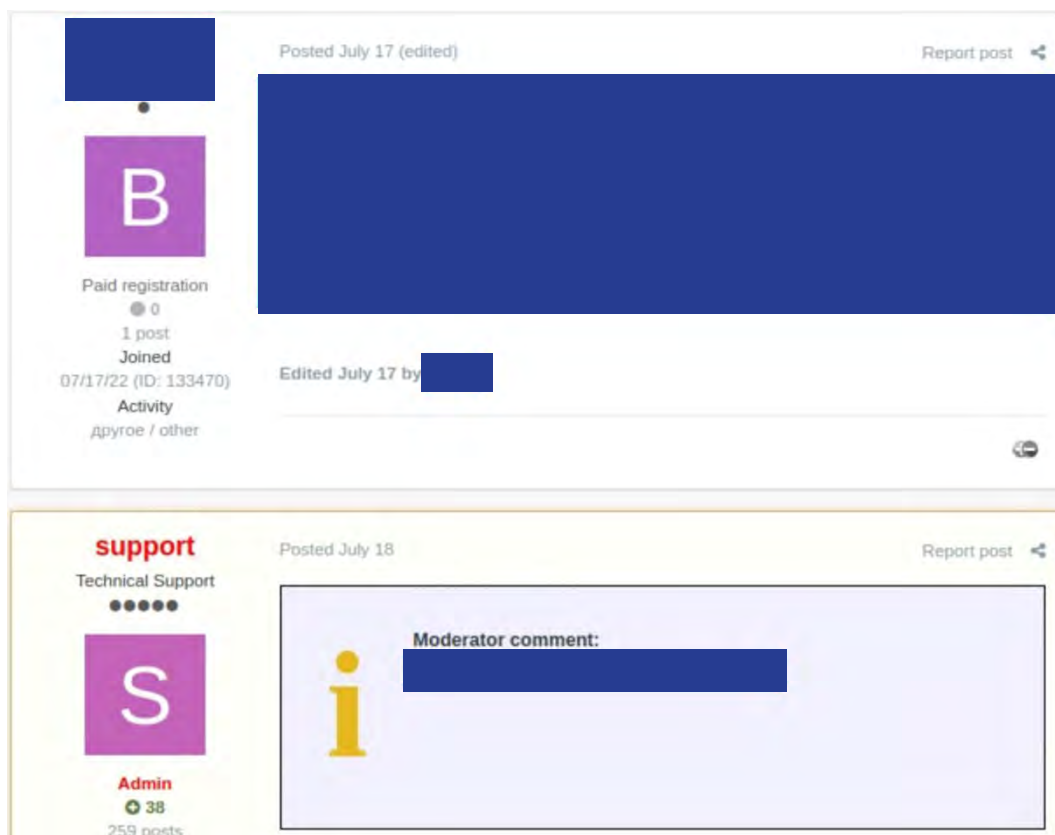 Posted July 17 (edited)
Report post
B
Paid registration
0
1 post
Joined
07/17/22 (ID: 133470)
Activity
другое / other
Edited July 17 by
support
Technical Support
Posted July 18
Report post
S
Moderator comment:
Admin
38
259 posts